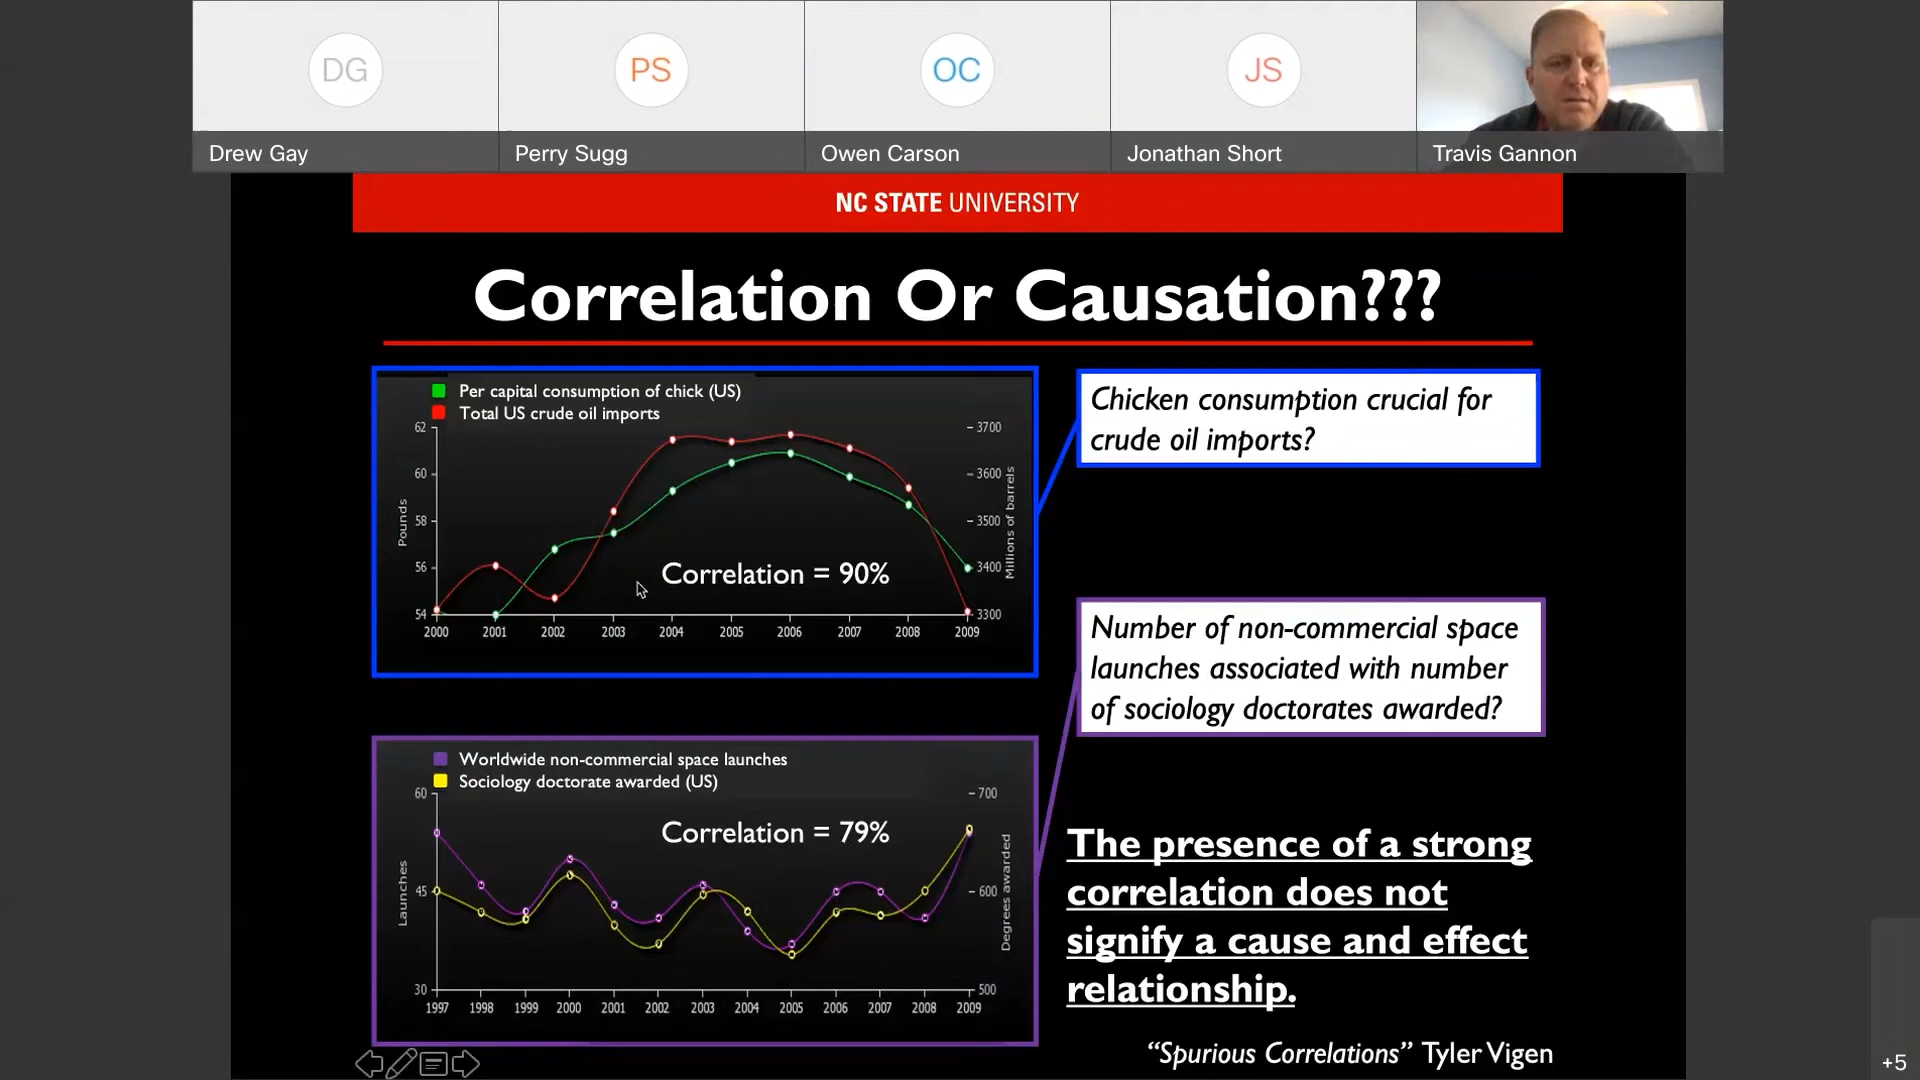 DG
PS
OC
JS
Drew Gay
Perry Sugg
Owen Carson
Jonathan Short
Travis Gannon
NC STATE UNIVERSITY
Correlation Or Causation???
Per capital consumption of chick (US)
Total US crude oil imports
62
60
58
56
54
Pounds
3700
3600
3500
3400
3300
Millions of barrels
Correlation = 90%
2000 2001 2002 2003 2004 2005 2006 2007 2008 2009
Chicken consumption crucial for
crude oil imports?
Number of non-commercial space
launches associated with number
of sociology doctorates awarded?
Worldwide non-commercial space launches
Sociology doctorate awarded (US)
60
45
30
Launches
700
600
500
Degrees awarded
Correlation = 79%
1997 1998 1999 2000 2001 2002 2003 2004 2005 2006 2007 2008 2009
The presence of a strong
correlation does not
signify a cause and effect
relationship.
“Spurious Correlations” Tyler Vigen
+5